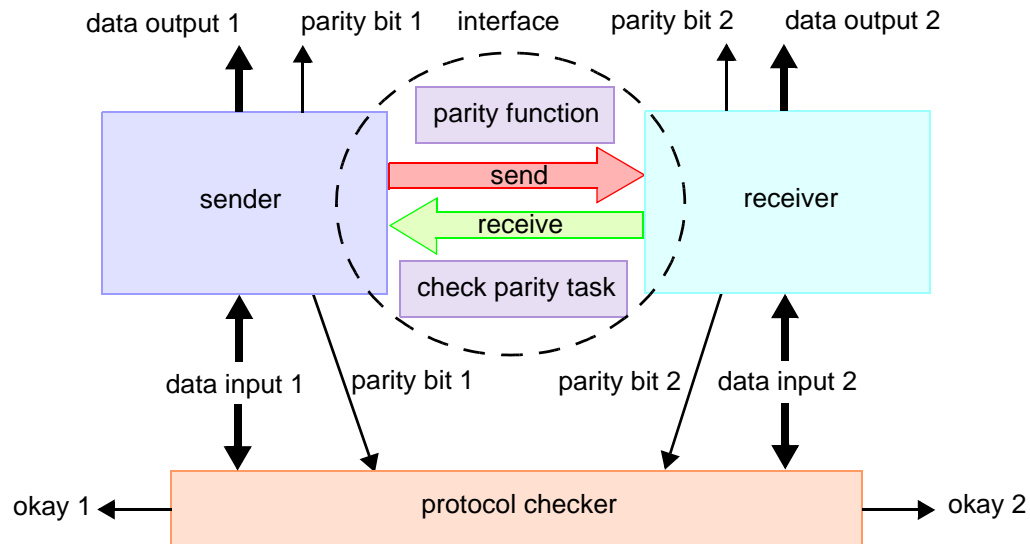 data output 1
parity bit 1
interface
parity bit 2
data output 2
parity function
sender
send
receiver
receive
check parity task
data input 1
parity bit 1
parity bit 2
data input 2
okay 1
protocol checker
okay 2